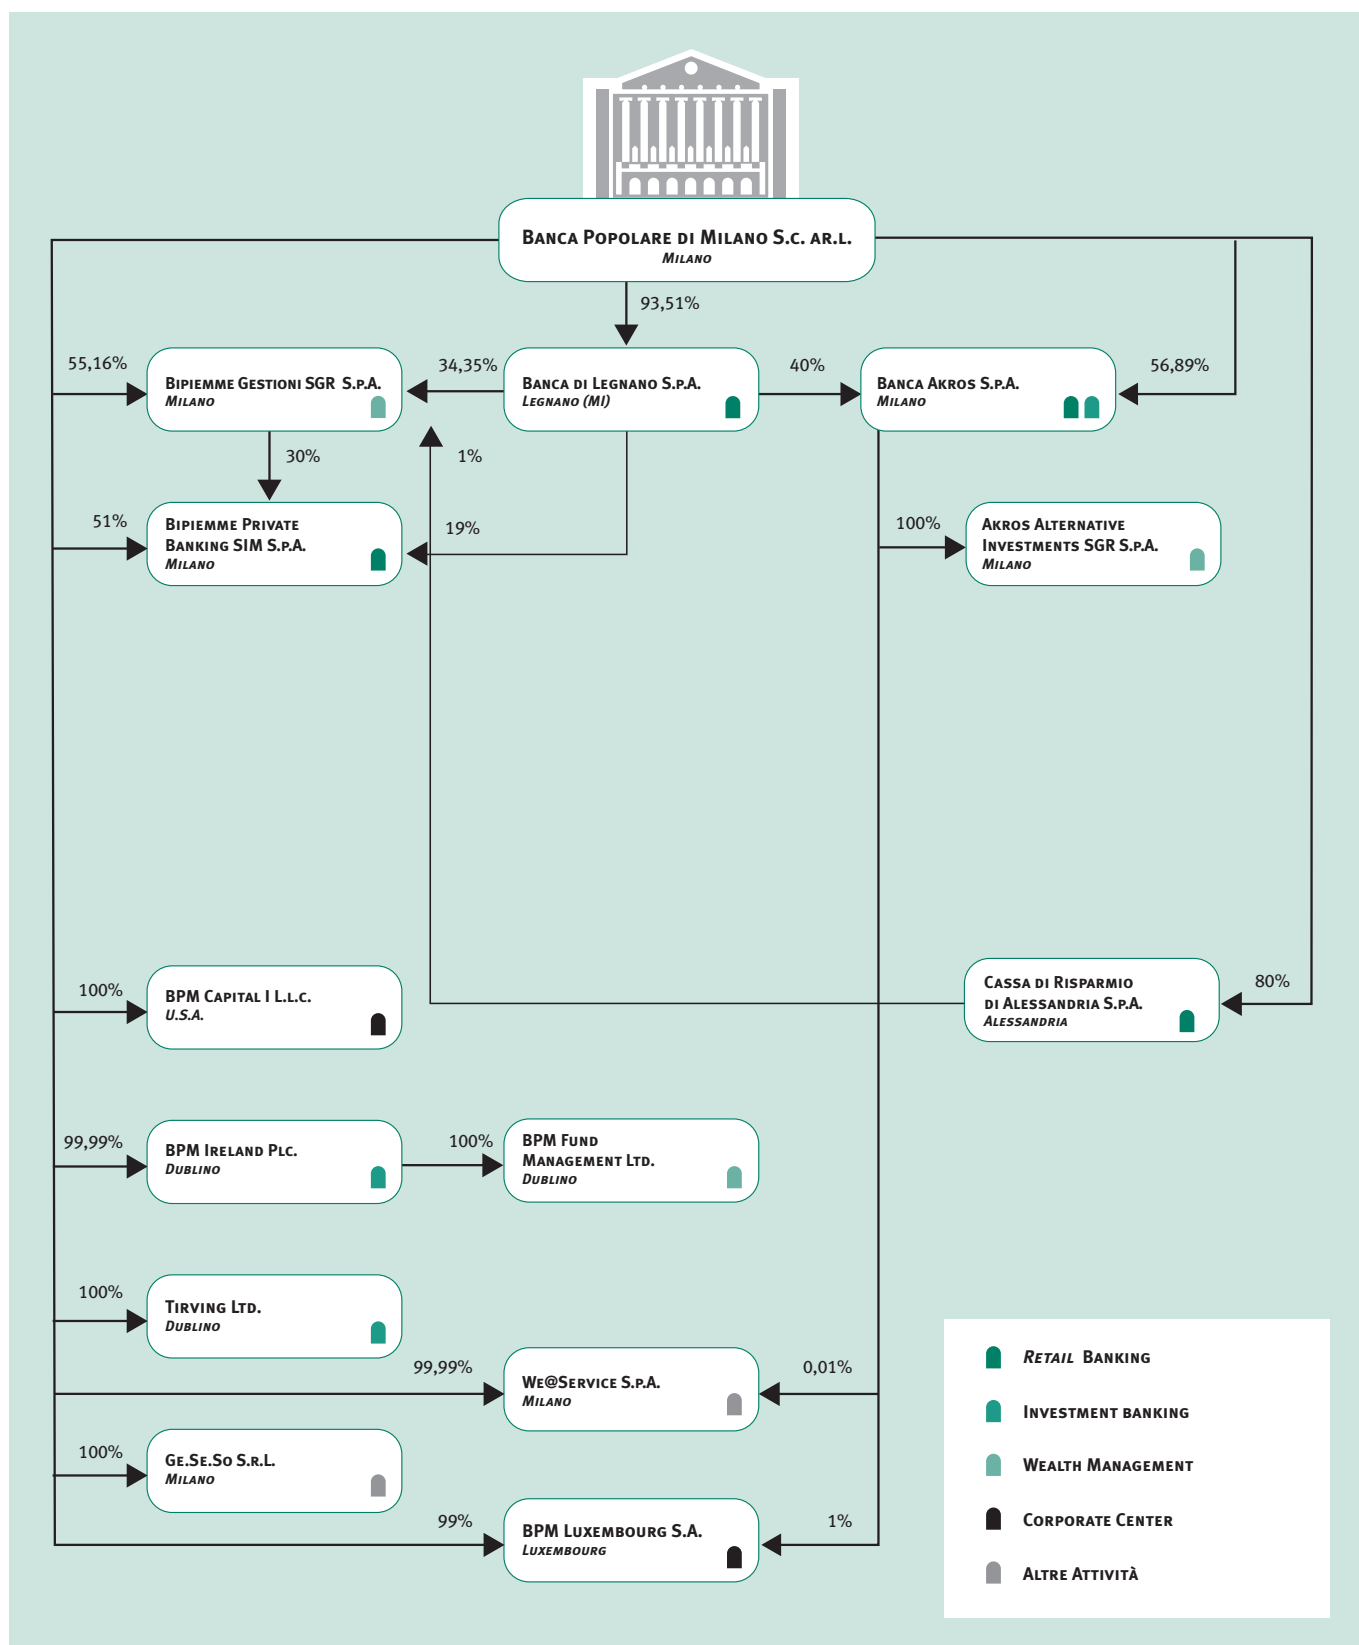 Banca Popolare di Milano S.c. ar.l.
Milano
93,51%
55,16%
Bipiemme Gestioni SGR S.p.A.
Milano
34,35%
Banca di Legnano S.p.A.
Legnano (MI)
40%
Banca Akros S.p.A.
Milano
56,89%
30%
1%
51%
Bipiemme Private
Banking SIM S.p.A.
Milano
19%
100%
Akros Alternative
Investments SGR S.p.A.
Milano
100%
BPM Capital I L.l.c.
U.S.A.
Cassa di Risparmio
di Alessandria S.p.A.
Alessandria
80%
99,99%
BPM Ireland Plc.
Dublino
100%
BPM Fund
Management Ltd.
Dublino
100%
Tirving Ltd.
Dublino
99,99%
We@Service S.p.A.
Milano
0,01%
100%
Ge.Se.So S.r.l.
Milano
99%
BPM Luxembourg S.A.
Luxembourg
1%
Retail Banking
Investment banking
Wealth Management
Corporate Center
Altre Attività